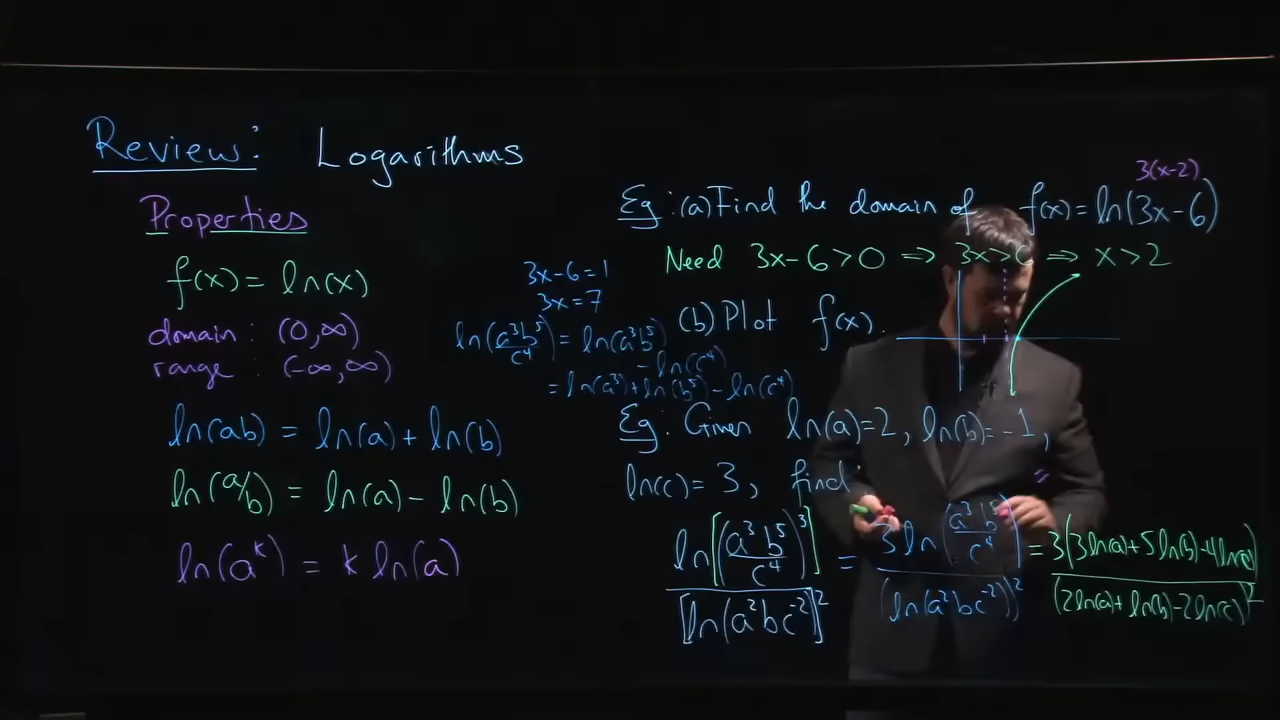 Review: Logarithms
Properties
f(x) = ln(x)
domain: (0,∞)
range: (-∞,∞)
ln(ab) = ln(a) + ln(b)
ln(a/b) = ln(a) - ln(b)
ln(a^k) = k ln(a)
3(x-2)
Eg: (a) Find the domain of f(x) = ln(3x-6)
Need 3x-6>0 ⇒ 3x>6 ⇒ x>2
3x-6=1
3x=7
(b) Plot f(x).
ln(a³b⁵/c⁴) = ln(a³b⁵)
- ln(c⁴)
= ln(a³)+ln(b⁵)-ln(c⁴)
Eg: Given ln(a)=2, ln(b)=-1,
ln(c)=3, find:
ln[(a³b⁵/c⁴)³] / [ln(a²bc⁻²)]² = 3 ln(a³b⁵/c⁴) / (ln(a²bc⁻²))² = 3(3ln(a)+5ln(b)-4ln(c)) / (2ln(a)+ln(b)-2ln(c))²
=